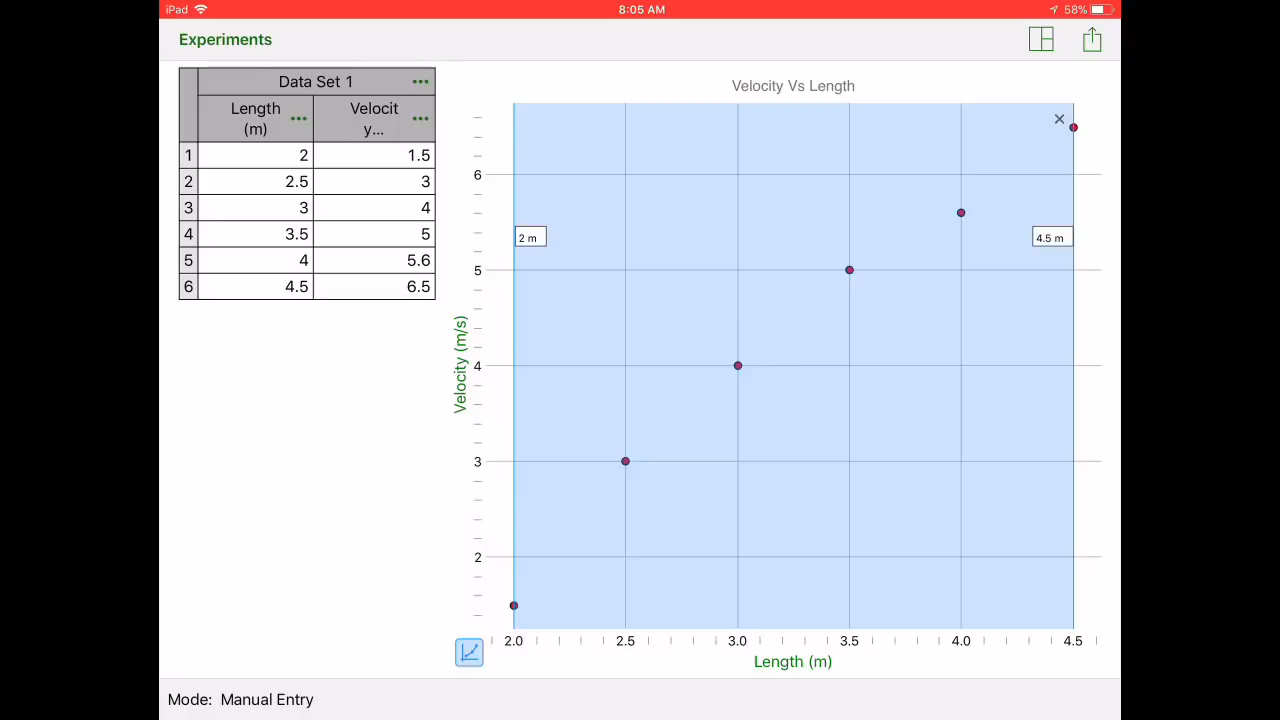 iPad 8:05 AM 58%
Experiments
Data Set 1 •••
Length (m) ••• Velocity... •••
1 2 1.5
2 2.5 3
3 3 4
4 3.5 5
5 4 5.6
6 4.5 6.5
Velocity Vs Length
×
6
5
4
3
2
2 m 4.5 m
Velocity (m/s)
2.0 2.5 3.0 3.5 4.0 4.5
Length (m)
Mode: Manual Entry